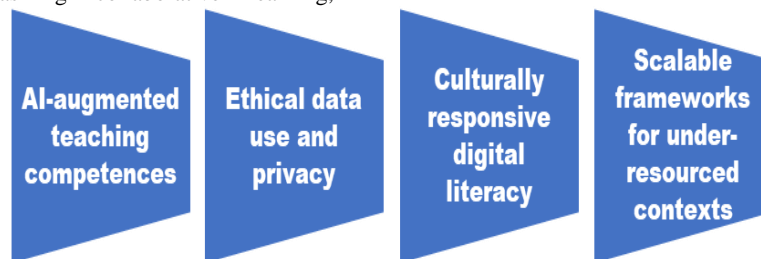 AI-augmented
teaching
competences
Ethical data
use and
privacy
Culturally
responsive
digital
literacy
Scalable
frameworks
for under-
resourced
contexts